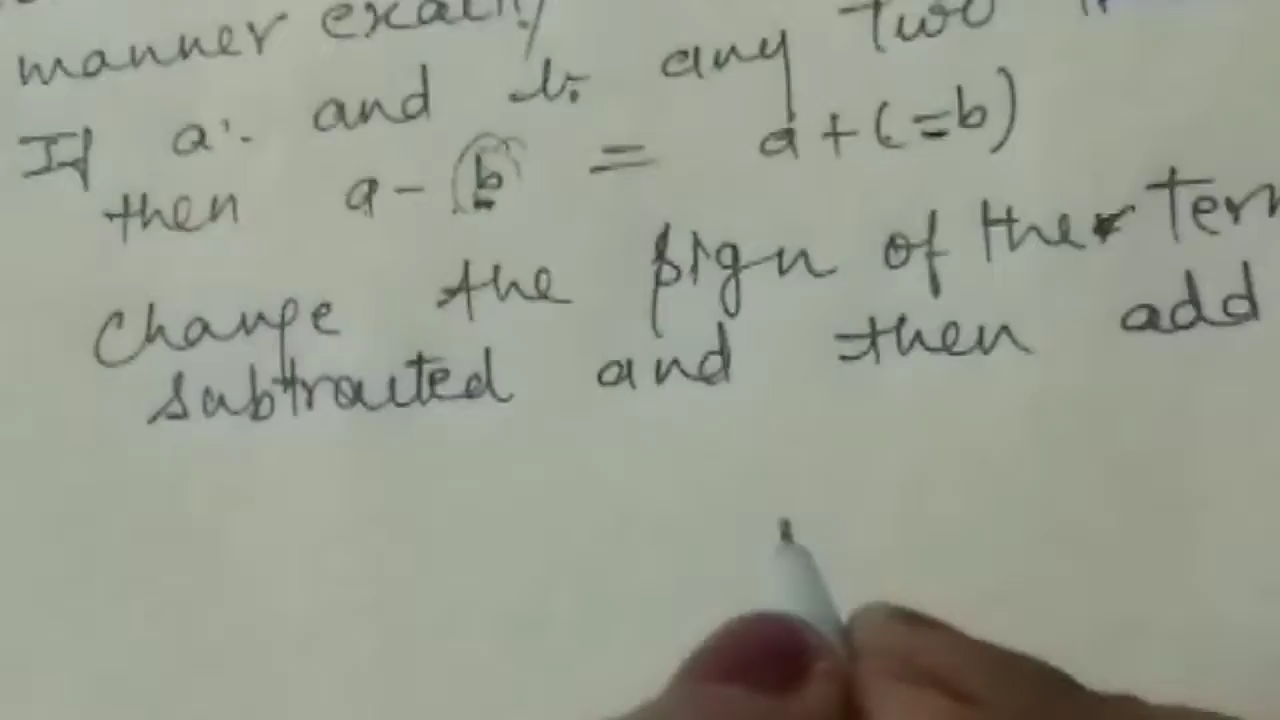 manner exactly
If a: and b: any two
then a - b = a + (-b)
Change the sign of the term
subtracted and then add